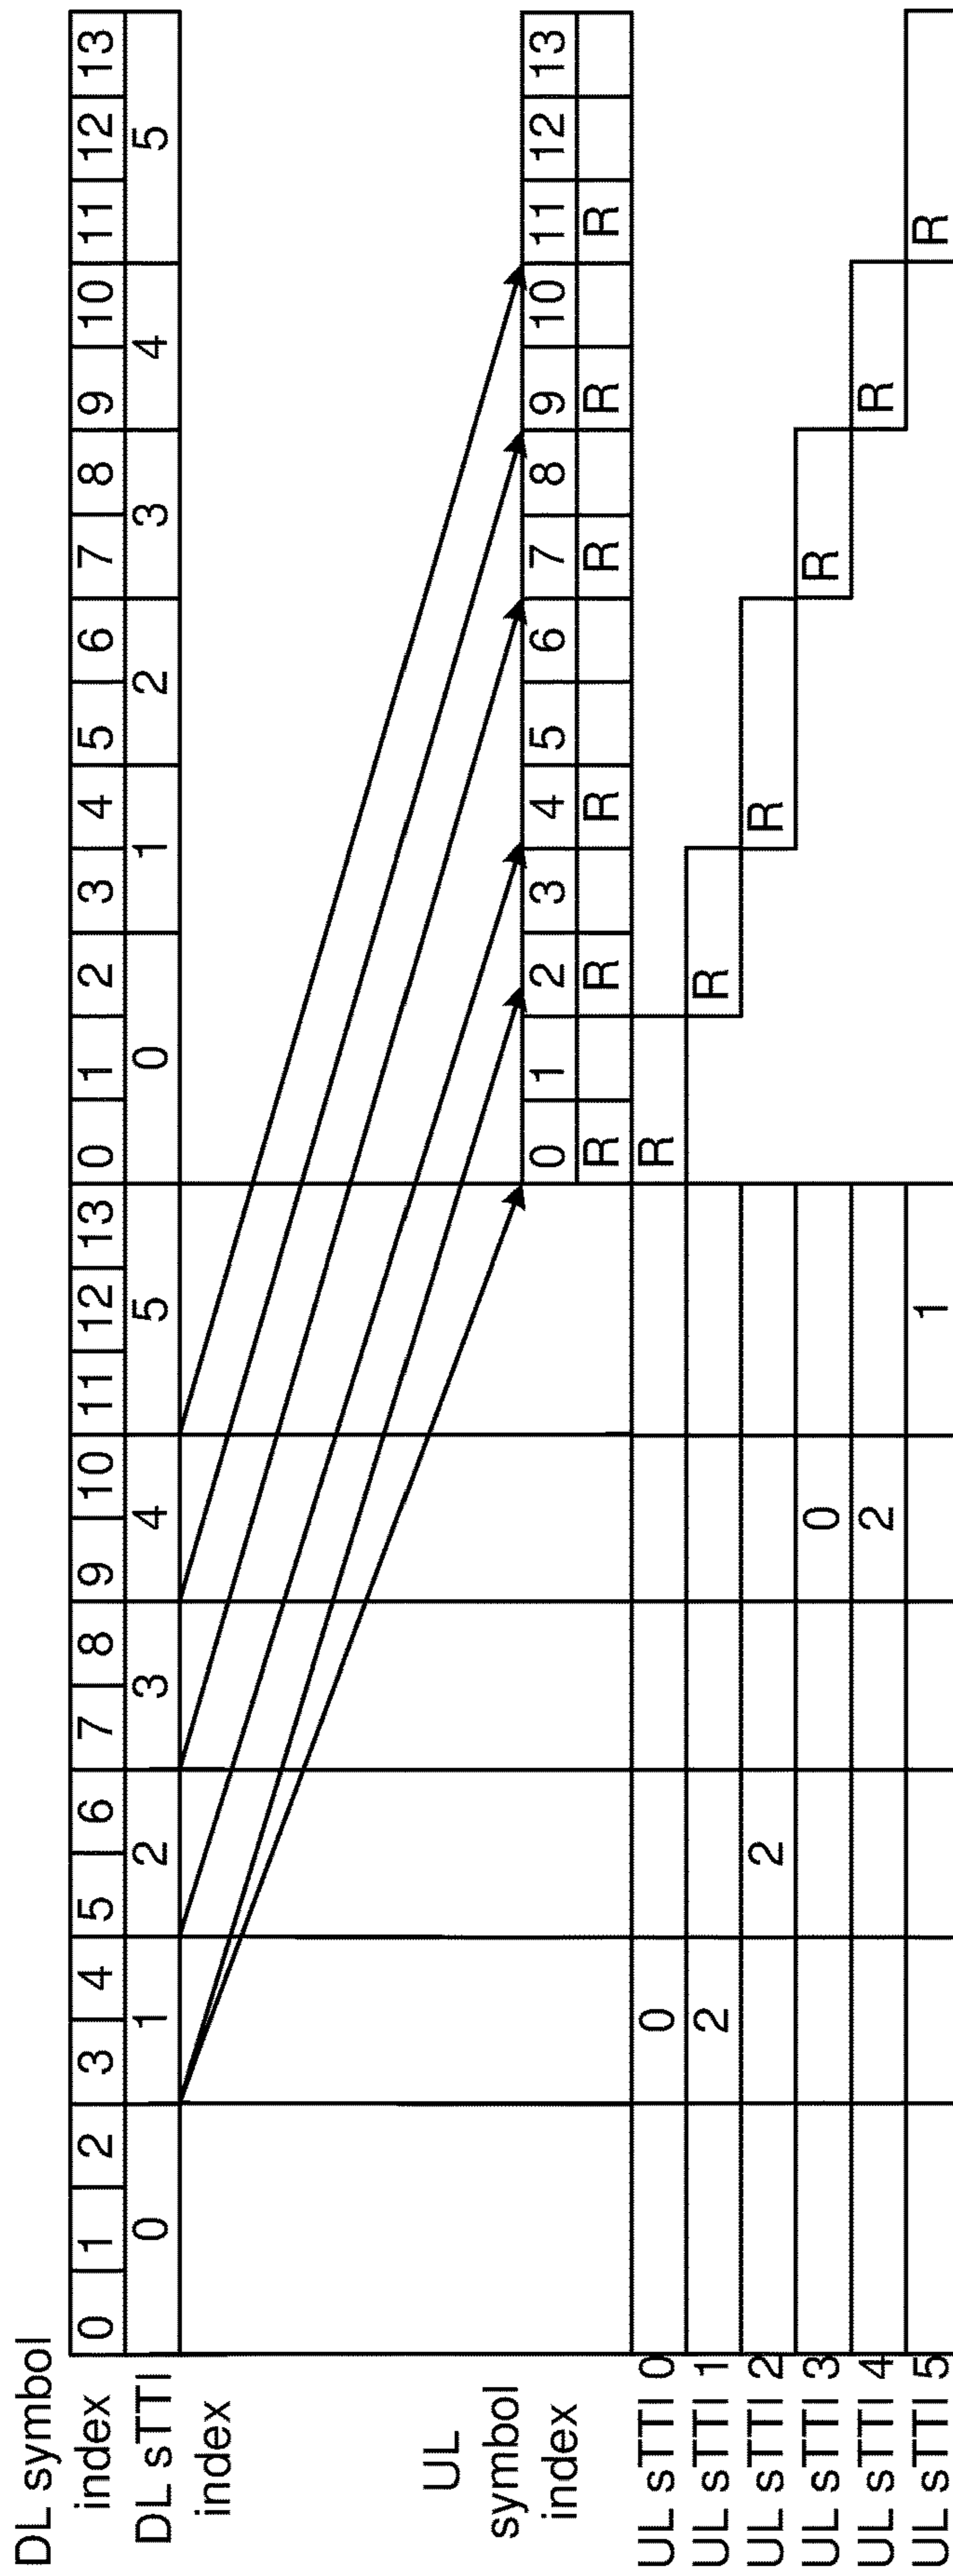 DL symbol index 0 1 2 3 4 5 6 7 8 9 10 11 12 13 0 1 2 3 4 5 6 7 8 9 10 11 12 13
DL sTTI index 0 1 2 3 4 5 0 1 2 3 4 5
UL symbol index 0 1 2 3 4 5 6 7 8 9 10 11 12 13
R R R R R R
UL sTTI 0 0 R
UL sTTI 1 2 R
UL sTTI 2 2 R
UL sTTI 3 0 R
UL sTTI 4 2 R
UL sTTI 5 1 R